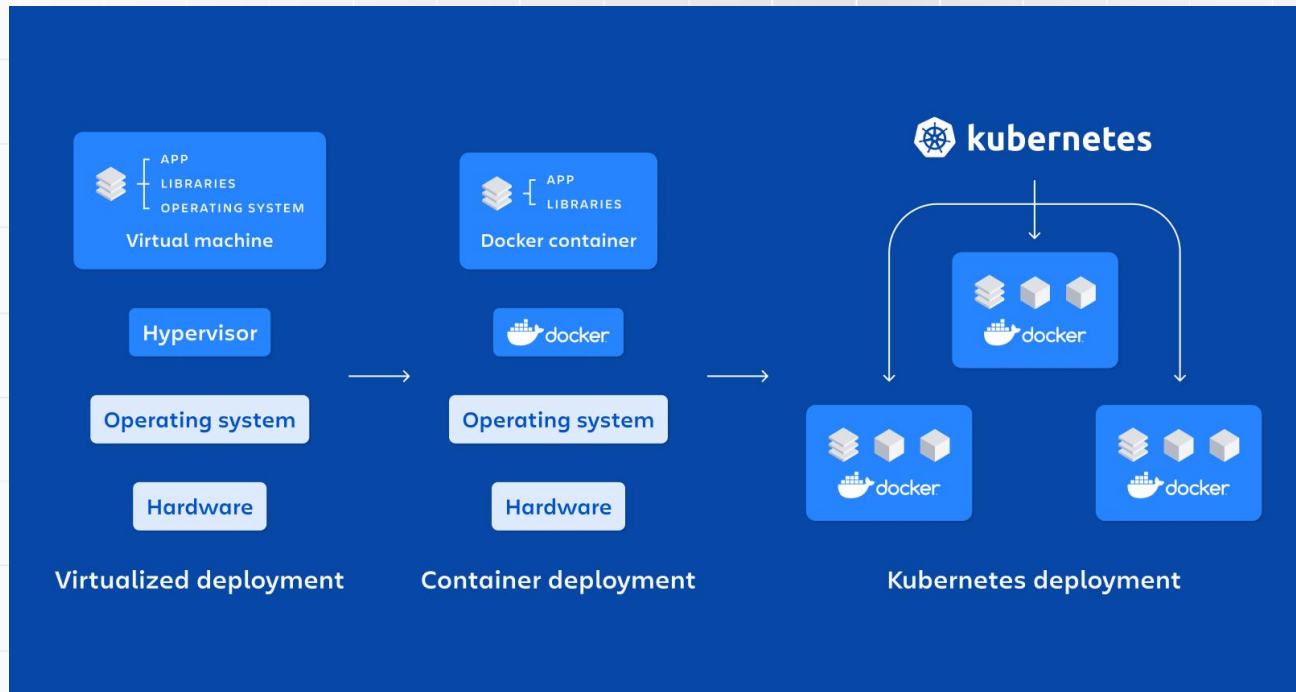 APP
LIBRARIES
OPERATING SYSTEM
Virtual machine
Hypervisor
Operating system
Hardware
Virtualized deployment
APP
LIBRARIES
Docker container
docker
Operating system
Hardware
Container deployment
kubernetes
docker
docker
docker
Kubernetes deployment